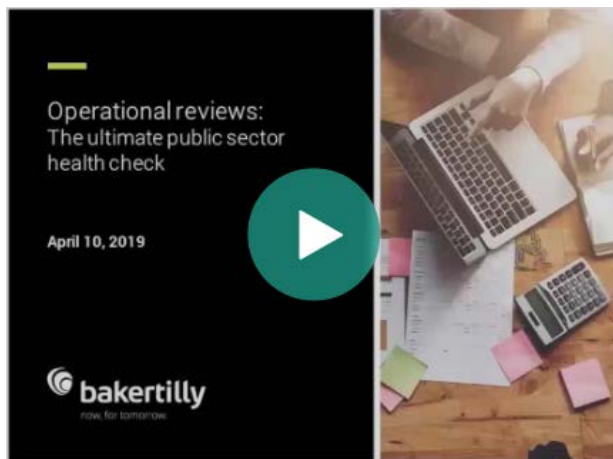 Operational reviews:
The ultimate public sector
health check
April 10, 2019
bakertilly
now, for tomorrow.